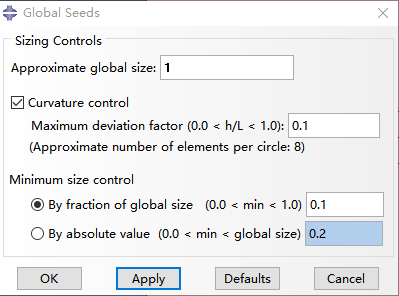 Global Seeds
Sizing Controls
Approximate global size: 1
Curvature control
Maximum deviation factor (0.0 < h/L < 1.0): 0.1
(Approximate number of elements per circle: 8)
Minimum size control
By fraction of global size (0.0 < min < 1.0) 0.1
By absolute value (0.0 < min < global size) 0.2
OK Apply Defaults Cancel